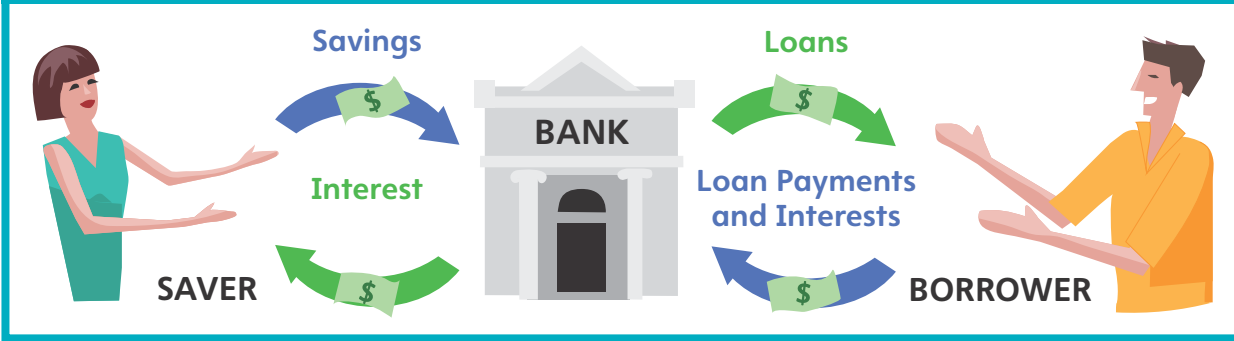 Savings
$
Interest
$
SAVER
BANK
Loans
$
Loan Payments
and Interests
$
BORROWER